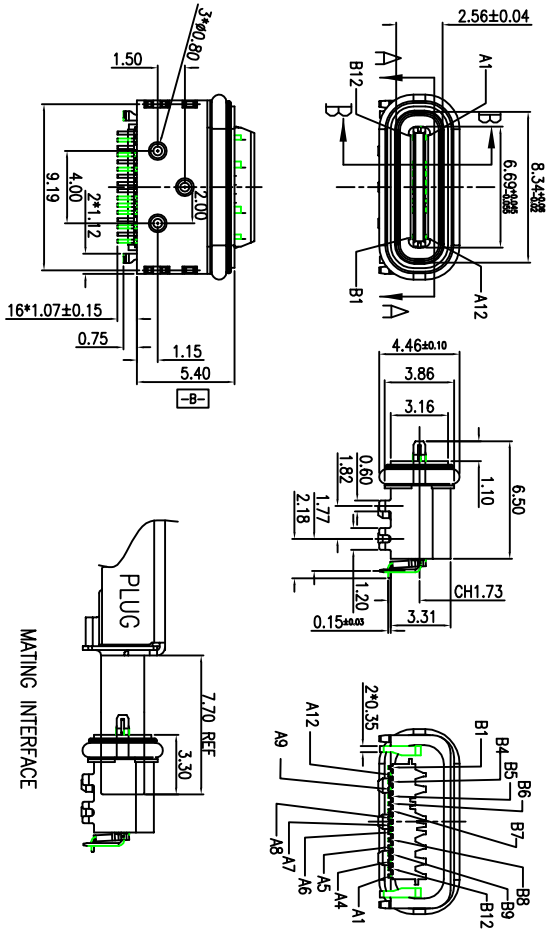 2.56±0.04
A1
B12
A
B
B
8.34+0.06 -0.02
B1
A12
A
3*ø0.80
1.50
2.00
4.00
9.19
2*1.12
16*1.07±0.15
0.75
1.15
5.40
-B-
4.46±0.10
3.86
3.16
0.60
1.82
1.77
2.18
6.50
1.10
1.20
CH1.73
3.31
0.15±0.03
PLUG
7.70 REF
3.30
MATING INTERFACE
2*0.35
A12
A9
B1
B4
B5
B6
B7
B8
B9
B12
A8
A7
A6
A5
A4
A1